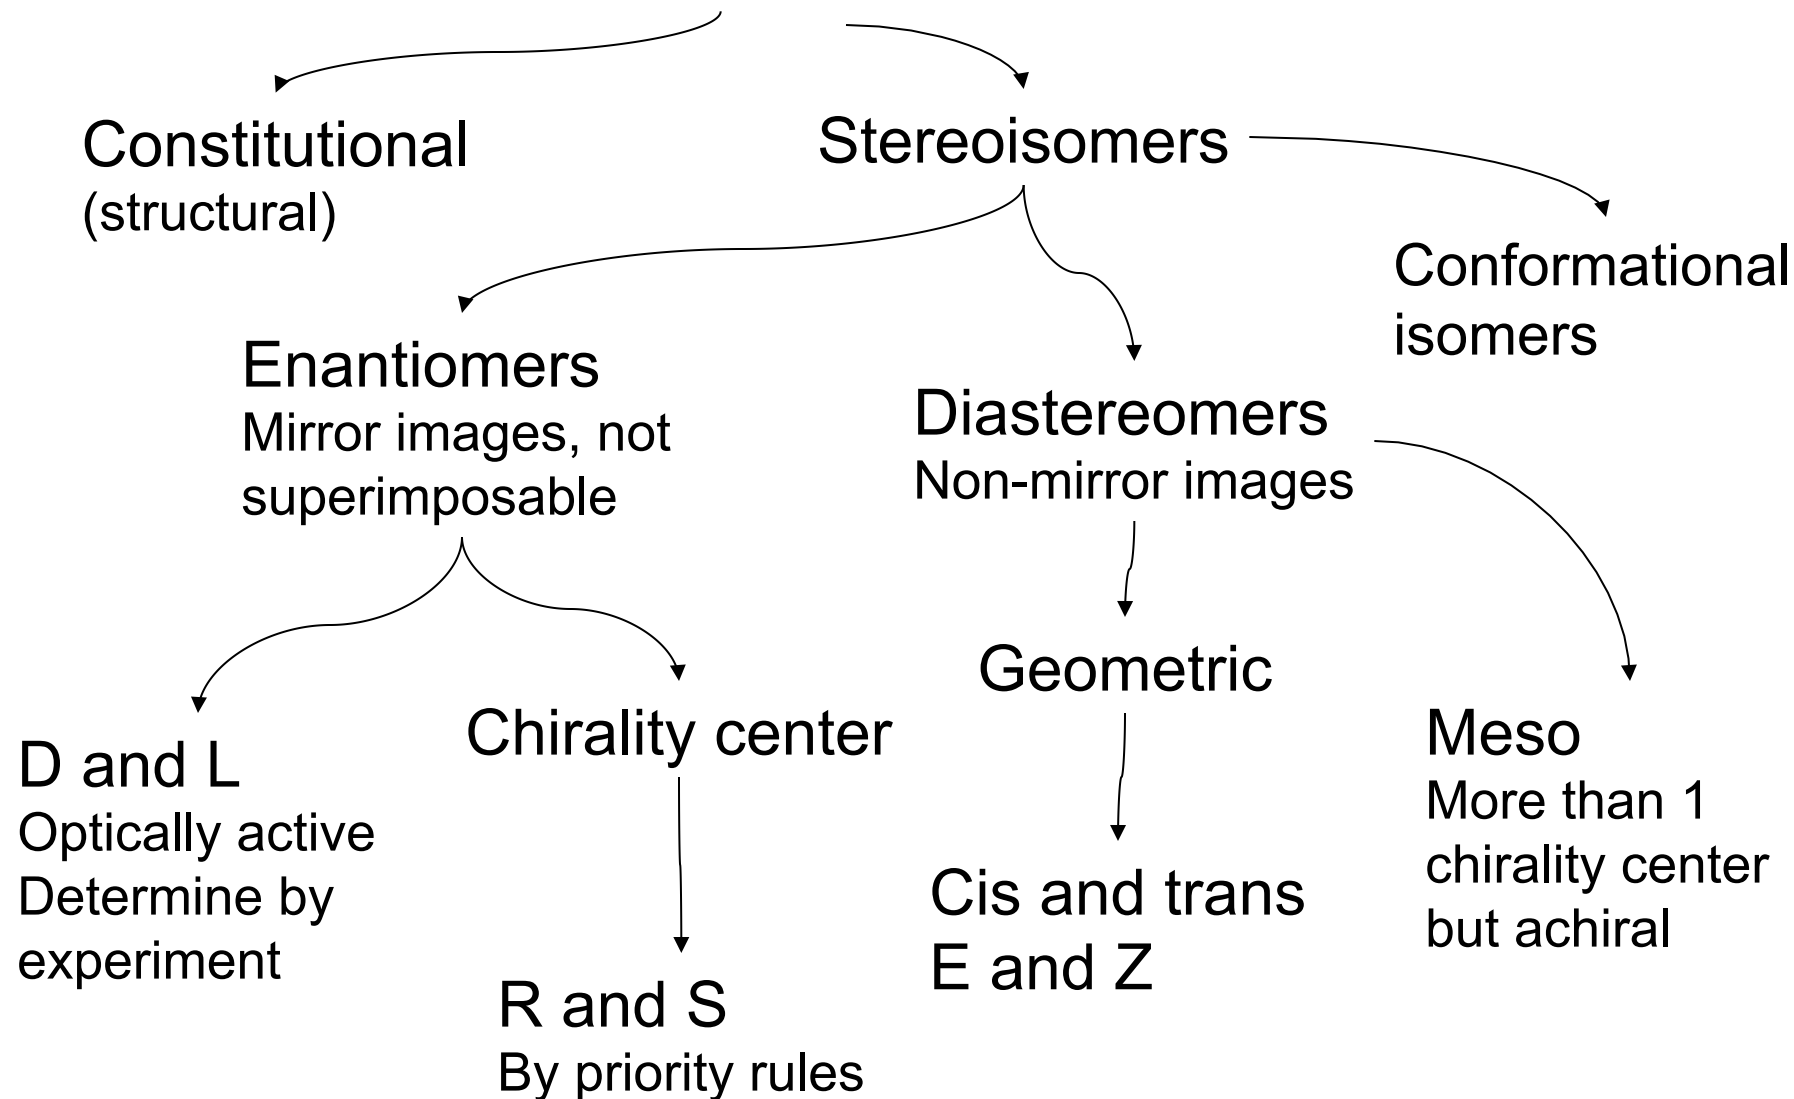 Constitutional
(structural)
Stereoisomers
Conformational
isomers
Enantiomers
Mirror images, not
superimposable
Diastereomers
Non-mirror images
D and L
Optically active
Determine by
experiment
Chirality center
R and S
By priority rules
Geometric
Cis and trans
E and Z
Meso
More than 1
chirality center
but achiral